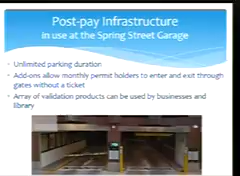 Post-pay Infrastructure
in use at the Spring Street Garage
Unlimited parking duration
Add-ons allow monthly permit holders to enter and exit through
gates without a ticket
Array of validation products can be used by businesses and
library